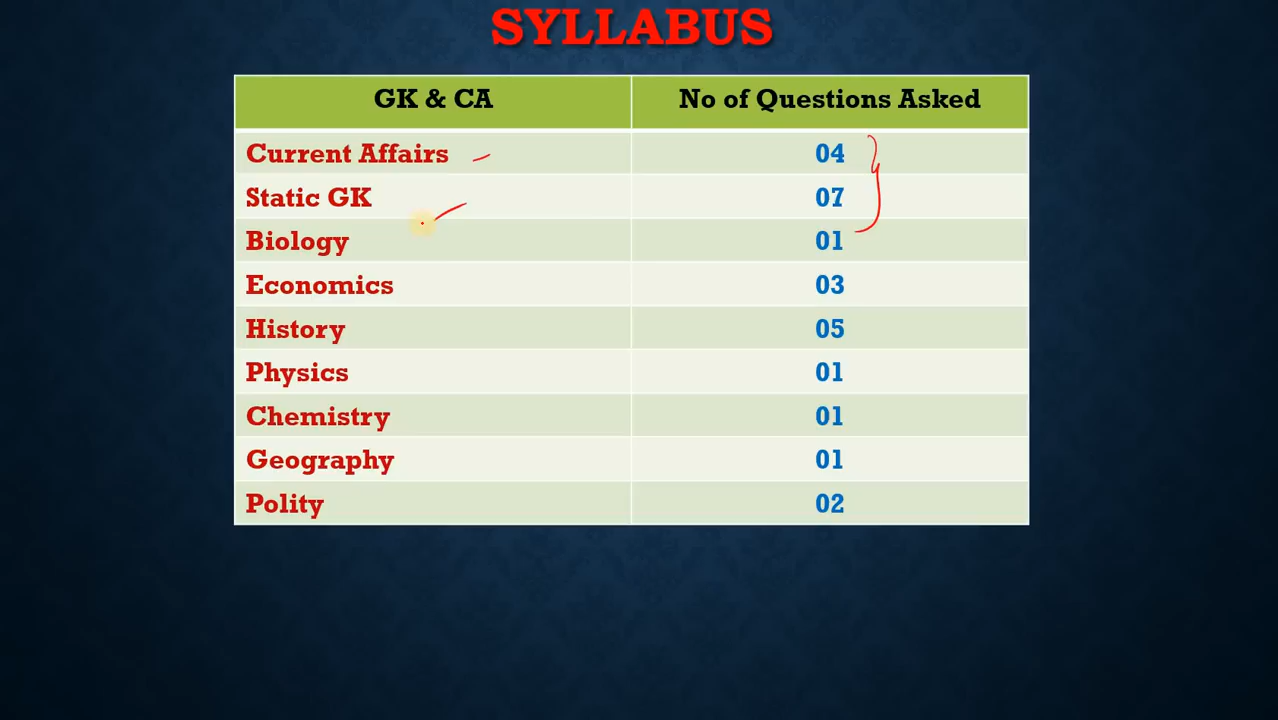 SYLLABUS
GK & CA No of Questions Asked
Current Affairs 04
Static GK 07
Biology 01
Economics 03
History 05
Physics 01
Chemistry 01
Geography 01
Polity 02